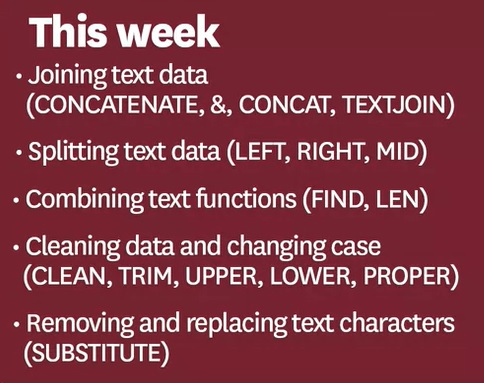 This week
• Joining text data
(CONCATENATE, &, CONCAT, TEXTJOIN)
• Splitting text data (LEFT, RIGHT, MID)
• Combining text functions (FIND, LEN)
• Cleaning data and changing case
(CLEAN, TRIM, UPPER, LOWER, PROPER)
• Removing and replacing text characters
(SUBSTITUTE)